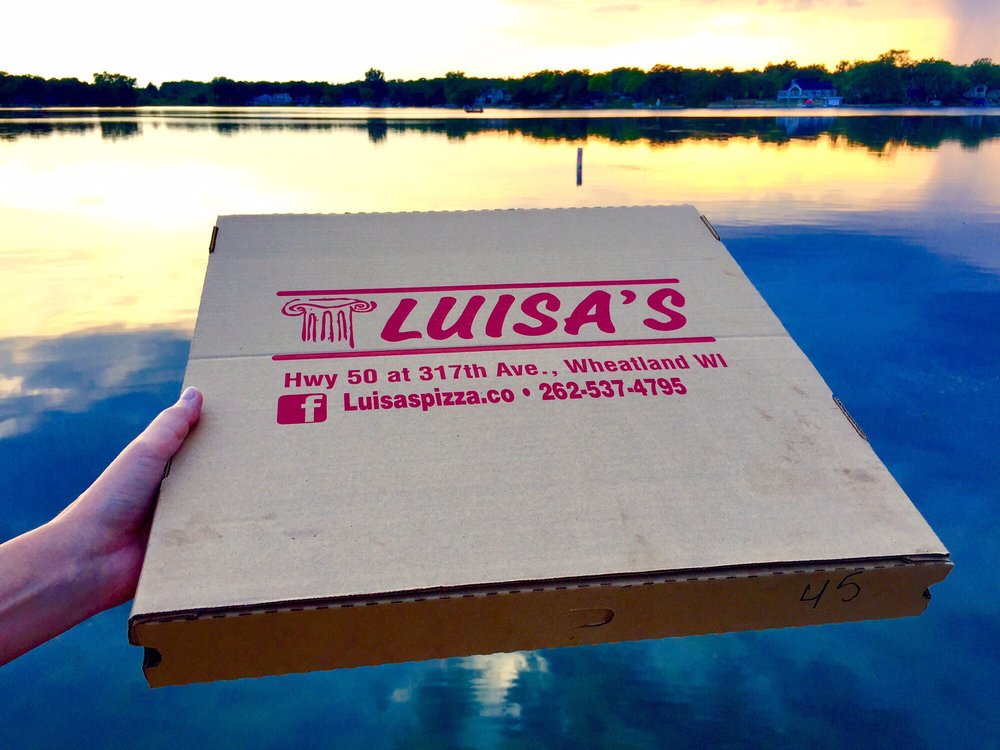 LUISA'S
Hwy 50 at 317th Ave., Wheatland WI
f Luisaspizza.co • 262-537-4795
45